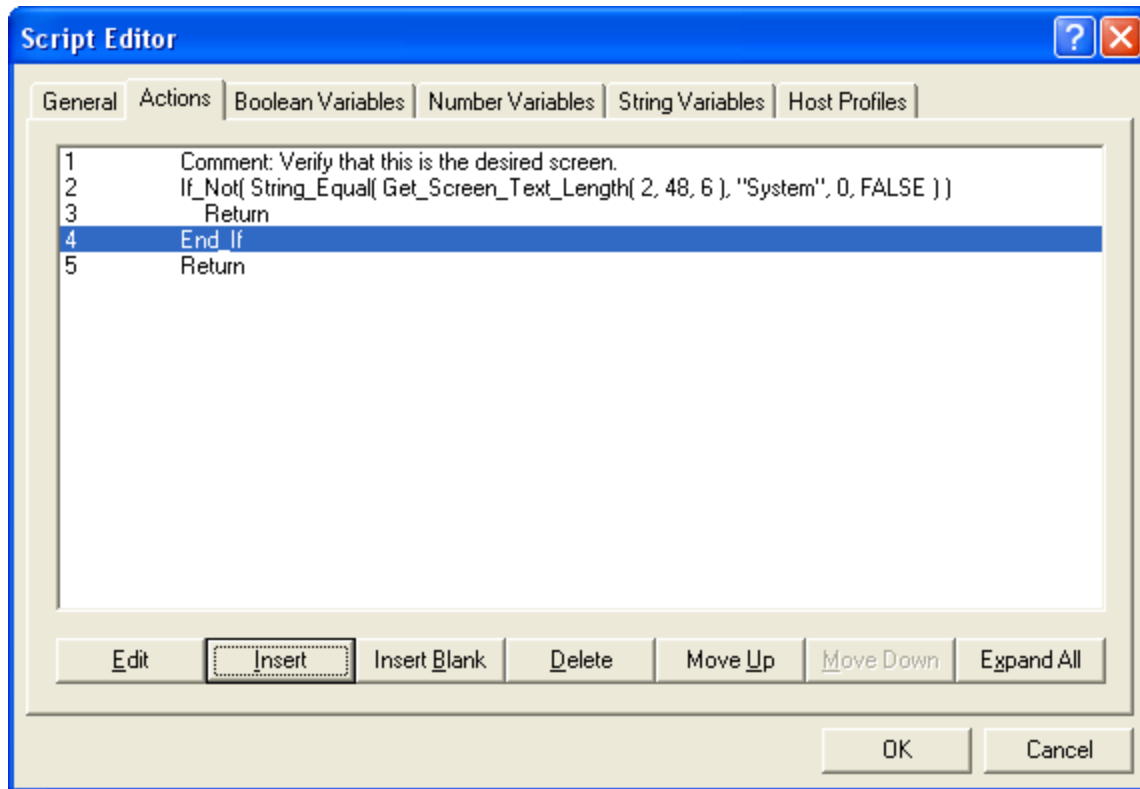 Script Editor
General Actions Boolean Variables Number Variables String Variables Host Profiles
1 Comment: Verify that this is the desired screen.
2 If_Not( String_Equal( Get_Screen_Text_Length( 2, 48, 6 ), "System", 0, FALSE ) )
3 Return
4 End_If
5 Return
Edit Insert Insert Blank Delete Move Up Move Down Expand All
OK Cancel